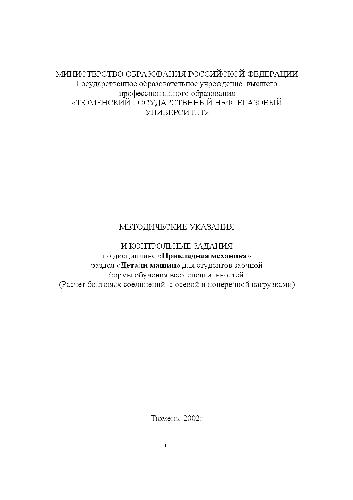 МИНИСТЕРСТВО ОБРАЗОВАНИЯ РОССИЙСКОЙ ФЕДЕРАЦИИ
Государственное образовательное учреждение высшего
профессионального образования
«ТЮМЕНСКИЙ ГОСУДАРСТВЕННЫЙ НЕФТЕГАЗОВЫЙ
УНИВЕРСИТЕТ»
МЕТОДИЧЕСКИЕ УКАЗАНИЯ
И КОНТРОЛЬНЫЕ ЗАДАНИЯ
по дисциплине «Прикладная механика»
раздел «Детали машин» для студентов заочной
формы обучения всех специальностей
(Расчет болтовых соединений с осевой и поперечной нагрузками)
Тюмень 2002г